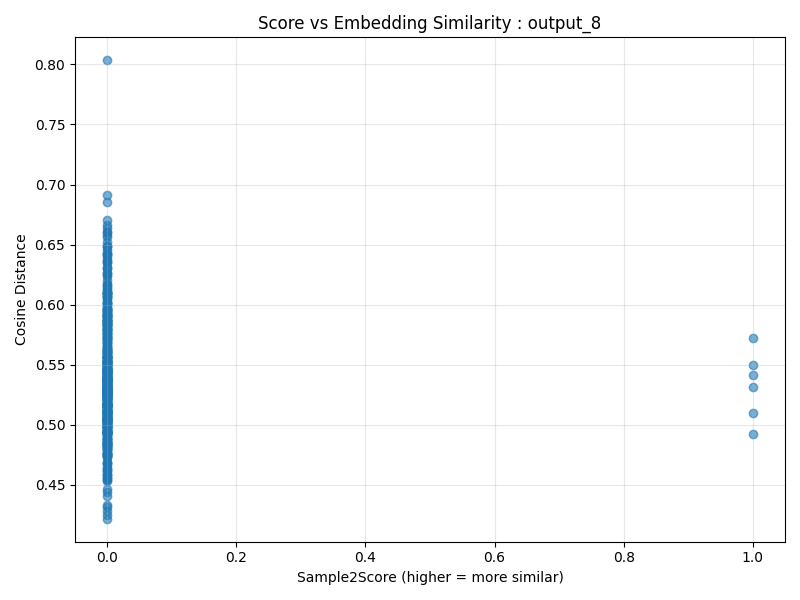 Score vs Embedding Similarity : output_8
Cosine Distance
0.80
0.75
0.70
0.65
0.60
0.55
0.50
0.45
0.0 0.2 0.4 0.6 0.8 1.0
Sample2Score (higher = more similar)